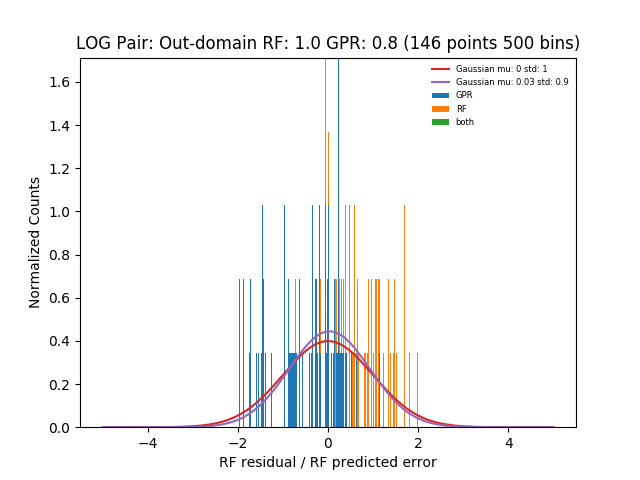 LOG Pair: Out-domain RF: 1.0 GPR: 0.8 (146 points 500 bins)
Gaussian mu: 0 std: 1
Gaussian mu: 0.03 std: 0.9
GPR
RF
both
Normalized Counts
1.6
1.4
1.2
1.0
0.8
0.6
0.4
0.2
0.0
−4
−2
0
2
4
RF residual / RF predicted error